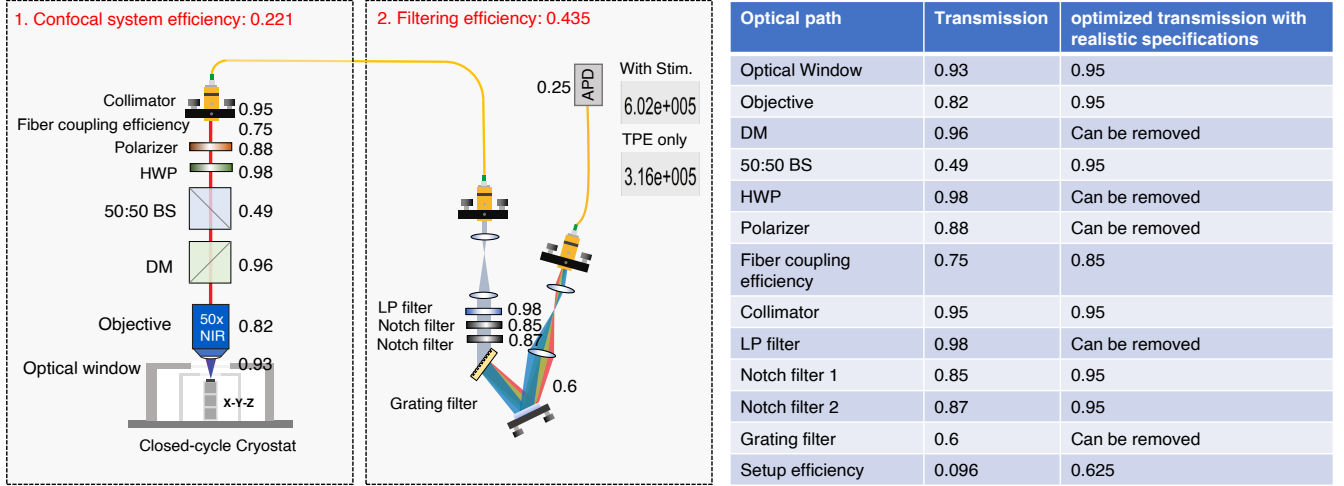 1. Confocal system efficiency: 0.221
Collimator 0.95
Fiber coupling efficiency 0.75
Polarizer 0.88
HWP 0.98
50:50 BS 0.49
DM 0.96
Objective 50x NIR 0.82
Optical window 0.93
X-Y-Z
Closed-cycle Cryostat
2. Filtering efficiency: 0.435
0.25 APD
With Stim.
6.02e+005
TPE only
3.16e+005
LP filter 0.98
Notch filter 0.85
Notch filter 0.87
0.6
Grating filter
Optical path Transmission optimized transmission with
realistic specifications
Optical Window 0.93 0.95
Objective 0.82 0.95
DM 0.96 Can be removed
50:50 BS 0.49 0.95
HWP 0.98 Can be removed
Polarizer 0.88 Can be removed
Fiber coupling 0.75 0.85
efficiency
Collimator 0.95 0.95
LP filter 0.98 Can be removed
Notch filter 1 0.85 0.95
Notch filter 2 0.87 0.95
Grating filter 0.6 Can be removed
Setup efficiency 0.096 0.625